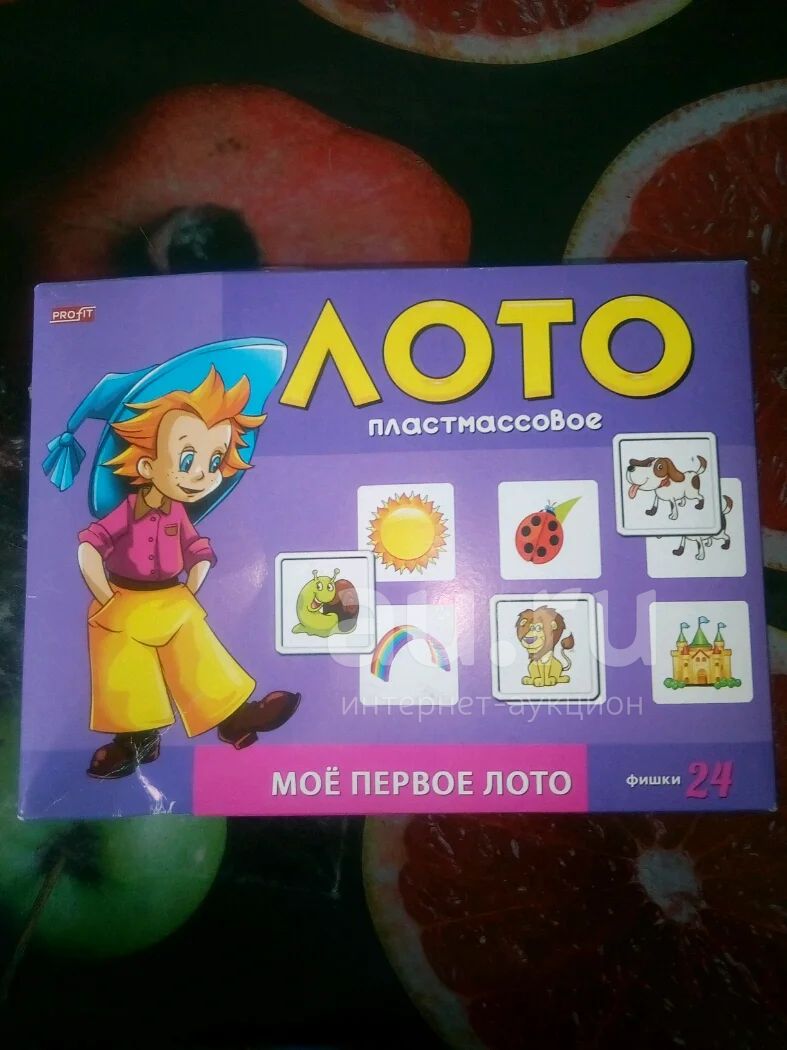 PROFIT
ЛОТО
пластмассовое
au.ru
интернет-аукцион
МОЁ ПЕРВОЕ ЛОТО
фишки 24